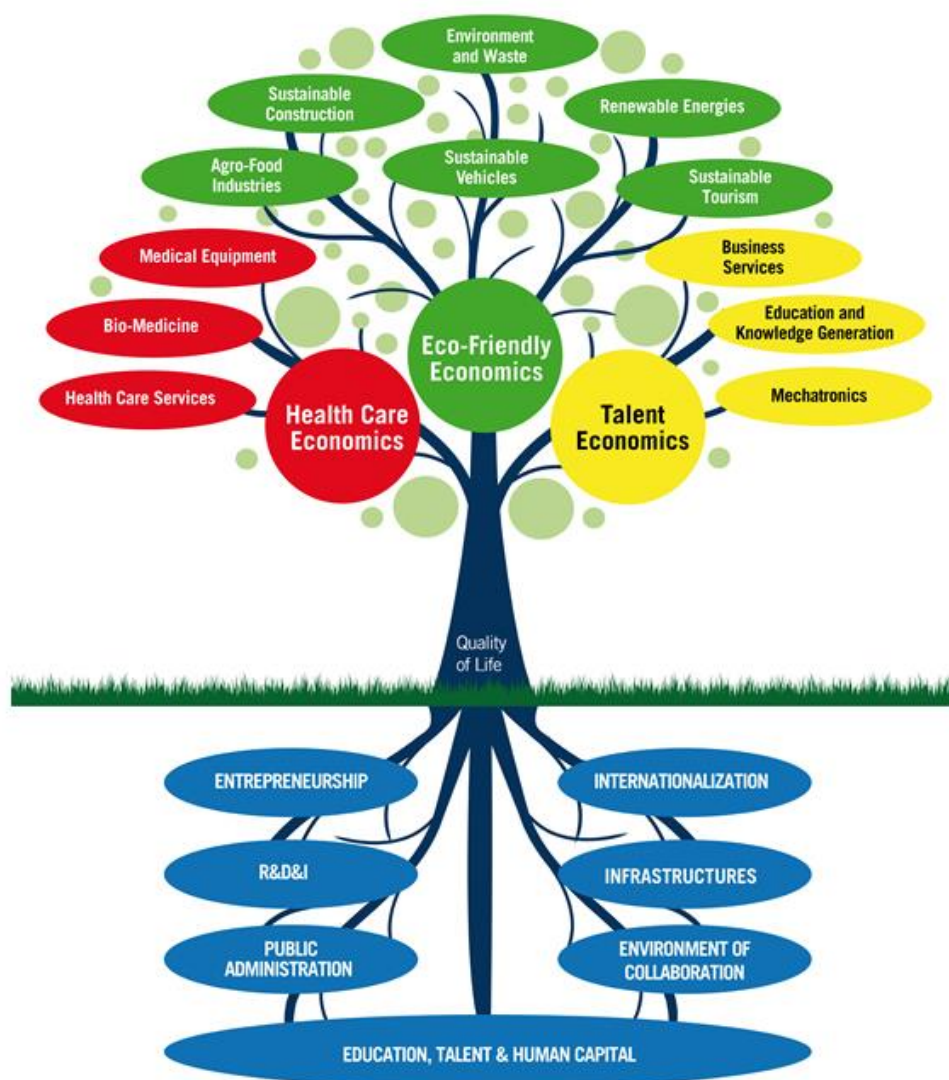 Environment
and Waste
Sustainable
Construction
Renewable Energies
Agro-Food
Industries
Sustainable
Vehicles
Sustainable
Tourism
Medical Equipment
Business
Services
Bio-Medicine
Education and
Knowledge Generation
Health Care Services
Mechatronics
Eco-Friendly
Economics
Health Care
Economics
Talent
Economics
Quality
of Life
ENTREPRENEURSHIP
INTERNATIONALIZATION
R&D&I
INFRASTRUCTURES
PUBLIC
ADMINISTRATION
ENVIRONMENT OF
COLLABORATION
EDUCATION, TALENT & HUMAN CAPITAL